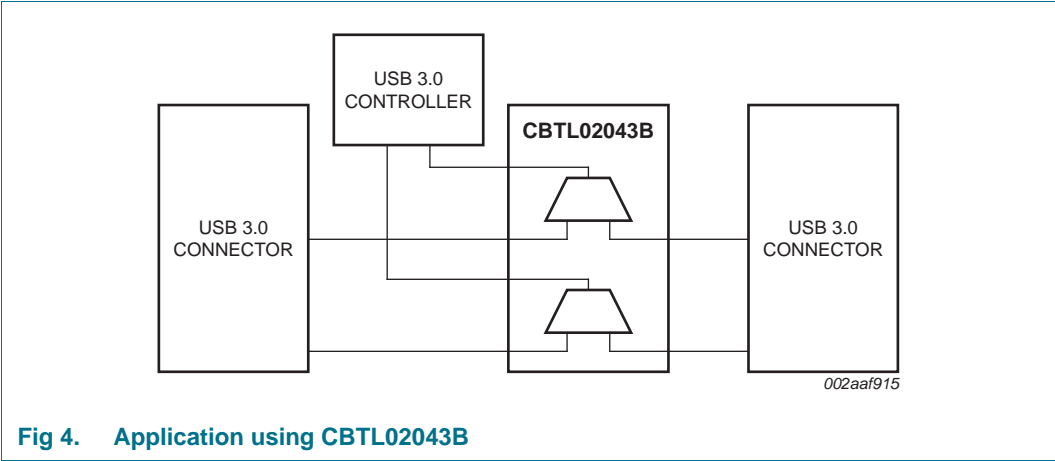 USB 3.0
CONTROLLER
CBTL02043B
USB 3.0
CONNECTOR
USB 3.0
CONNECTOR
002aaf915
Fig 4. Application using CBTL02043B